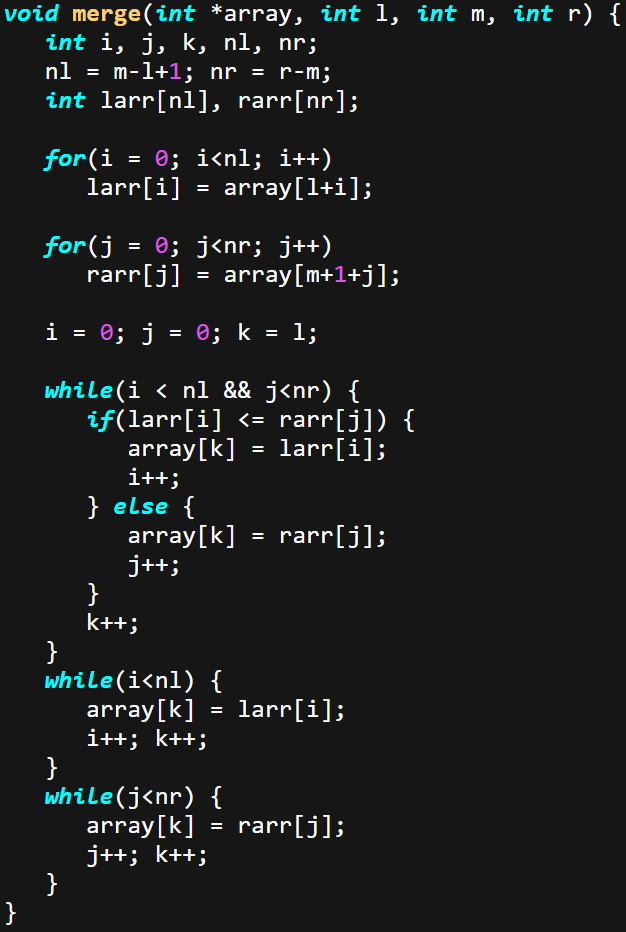 void merge(int *array, int l, int m, int r) {
   int i, j, k, nl, nr;
   nl = m-l+1; nr = r-m;
   int larr[nl], rarr[nr];
   for(i = 0; i<nl; i++)
      larr[i] = array[l+i];
   for(j = 0; j<nr; j++)
      rarr[j] = array[m+1+j];
   i = 0; j = 0; k = l;
   while(i < nl && j<nr) {
      if(larr[i] <= rarr[j]) {
         array[k] = larr[i];
         i++;
      } else {
         array[k] = rarr[j];
         j++;
      }
      k++;
   }
   while(i<nl) {
      array[k] = larr[i];
      i++; k++;
   }
   while(j<nr) {
      array[k] = rarr[j];
      j++; k++;
   }
}